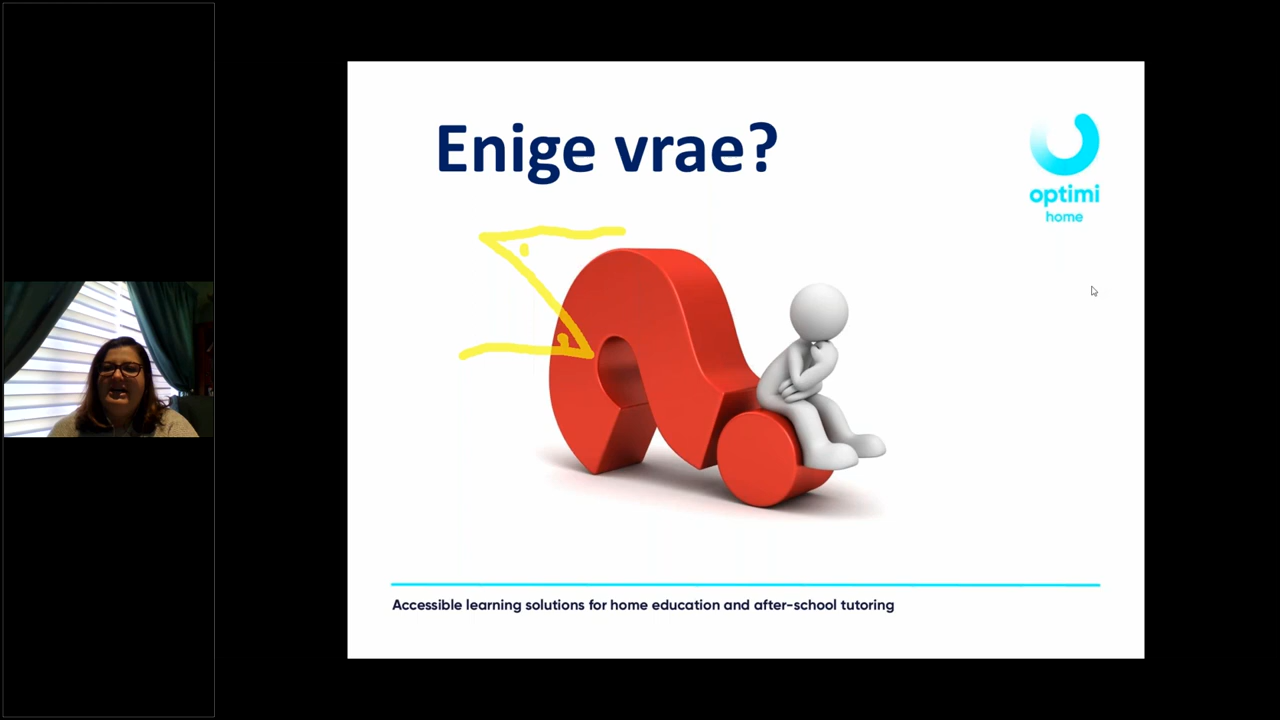 Enige vrae?
optimi
home
Accessible learning solutions for home education and after-school tutoring